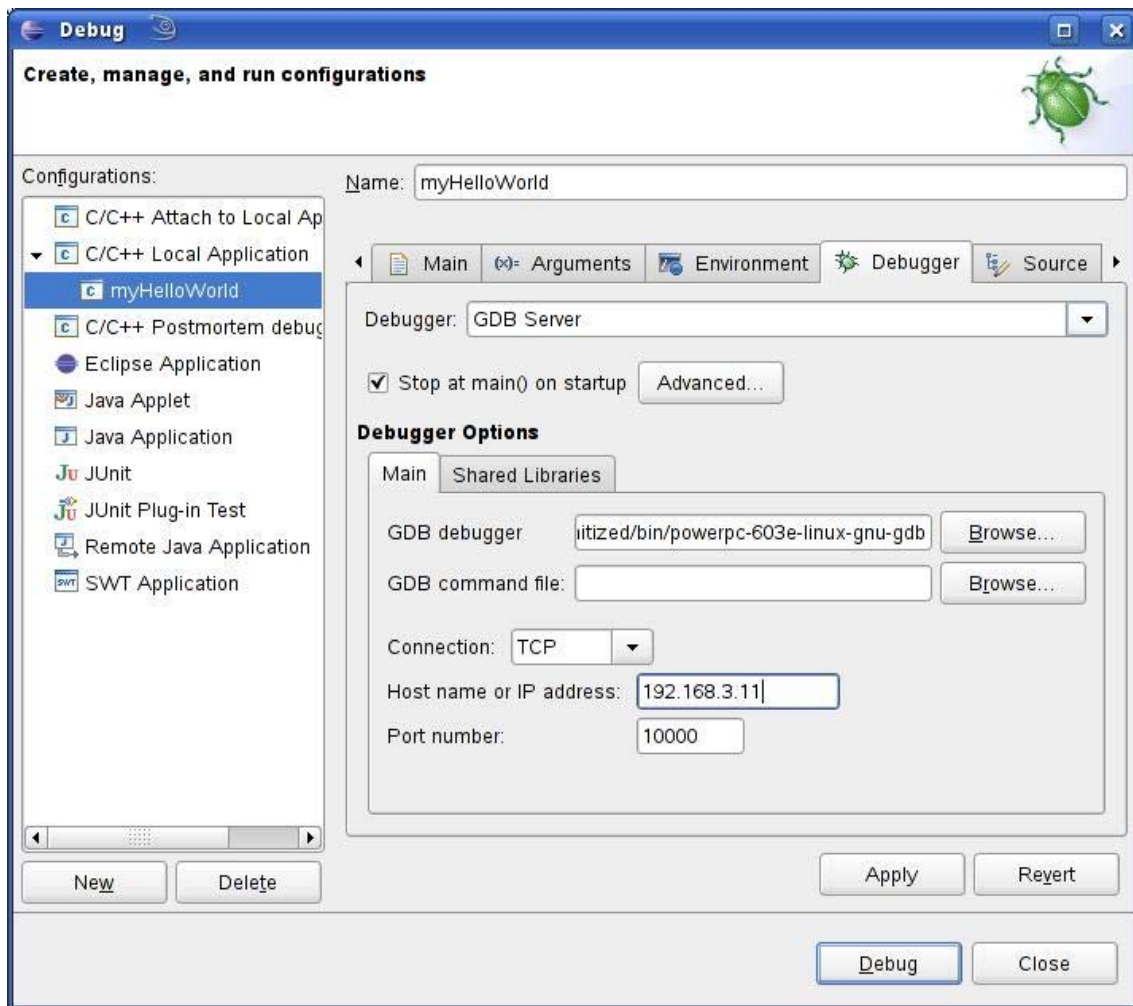 Debug
Create, manage, and run configurations
Configurations:
C/C++ Attach to Local Ap
C/C++ Local Application
myHelloWorld
C/C++ Postmortem debug
Eclipse Application
Java Applet
Java Application
JUnit
JUnit Plug-in Test
Remote Java Application
SWT Application
New Delete
Name: myHelloWorld
Main (x)= Arguments Environment Debugger Source
Debugger: GDB Server
Stop at main() on startup Advanced...
Debugger Options
Main Shared Libraries
GDB debugger uitized/bin/powerpc-603e-linux-gnu-gdb Browse...
GDB command file: Browse...
Connection: TCP
Host name or IP address: 192.168.3.11
Port number: 10000
Apply Revert
Debug Close